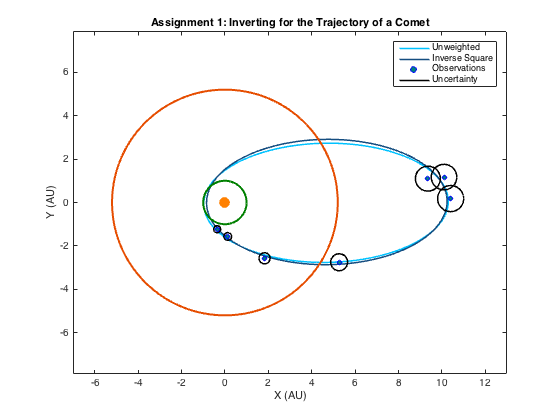 Assignment 1: Inverting for the Trajectory of a Comet
Unweighted
Inverse Square
Observations
Uncertainty
6
4
2
0
-2
-4
-6
Y (AU)
-6 -4 -2 0 2 4 6 8 10 12
X (AU)